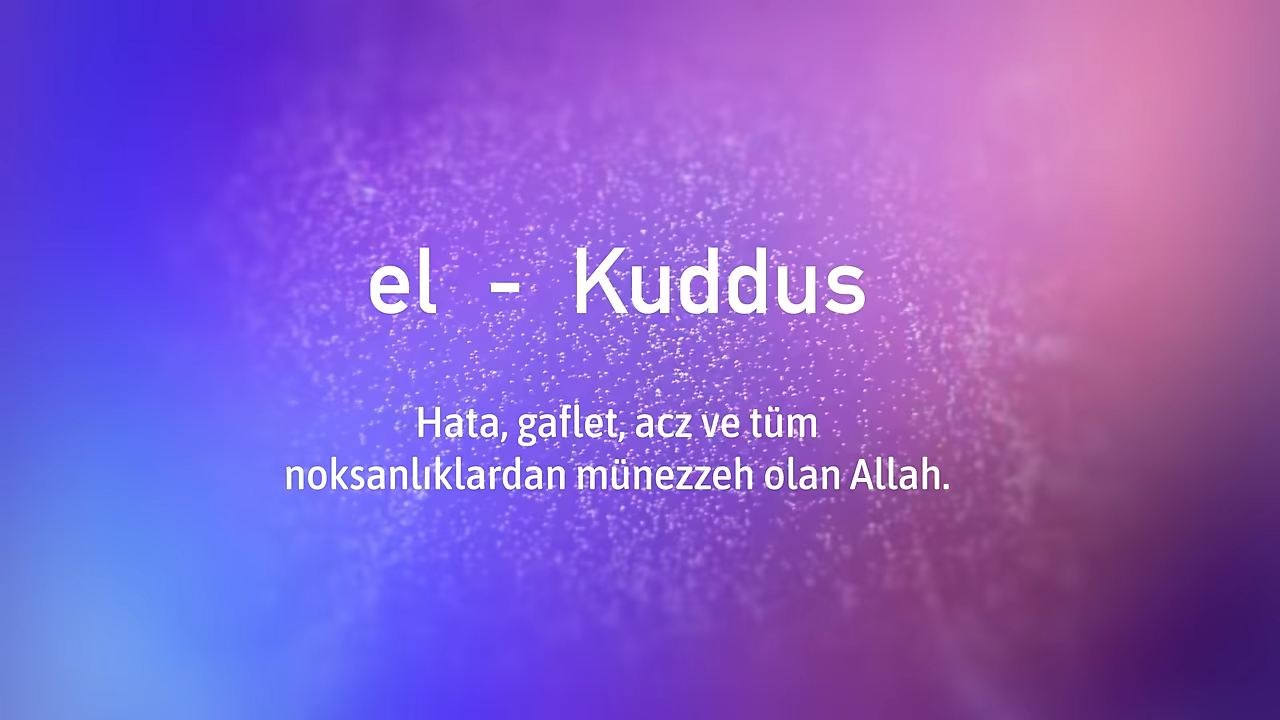 el - Kuddus
Hata, gaflet, acz ve tüm
noksanlıklardan münezzeh olan Allah.